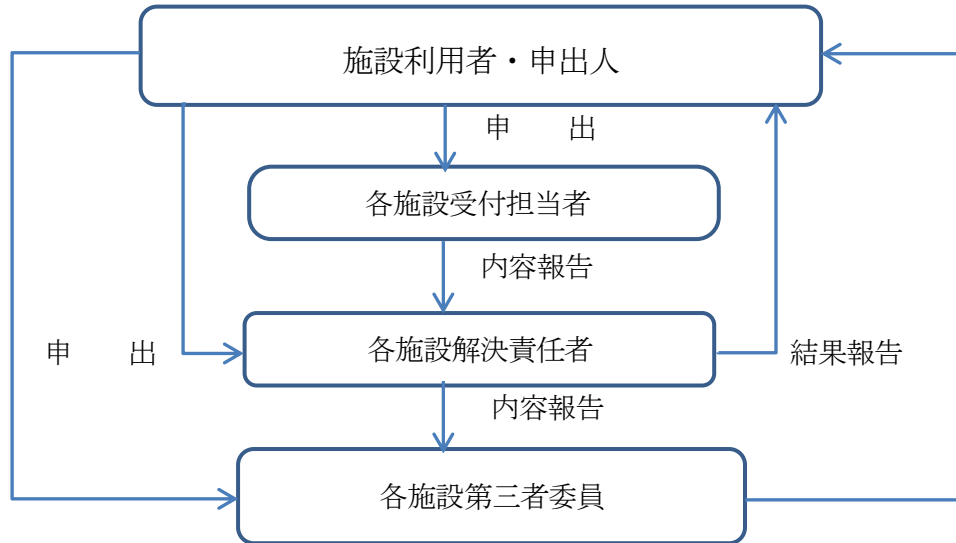 施設利用者・申出人
申　　出
各施設受付担当者
内容報告
各施設解決責任者
申　　出
結果報告
内容報告
各施設第三者委員